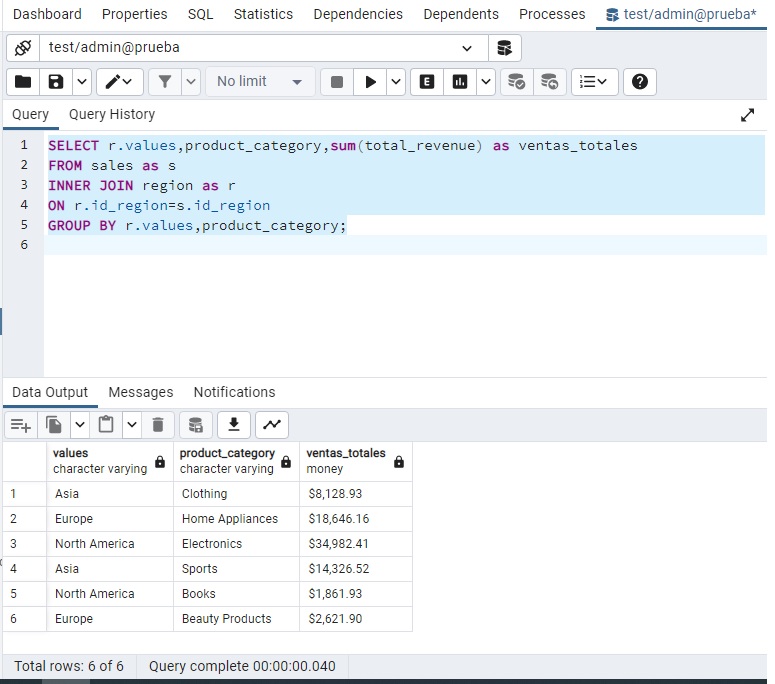 Dashboard Properties SQL Statistics Dependencies Dependents Processes test/admin@prueba*
test/admin@prueba
No limit E
Query Query History
1 SELECT r.values,product_category,sum(total_revenue) as ventas_totales
2 FROM sales as s
3 INNER JOIN region as r
4 ON r.id_region=s.id_region
5 GROUP BY r.values,product_category;
6
Data Output Messages Notifications
values product_category ventas_totales
character varying character varying money
1 Asia Clothing $8,128.93
2 Europe Home Appliances $18,646.16
3 North America Electronics $34,982.41
4 Asia Sports $14,326.52
5 North America Books $1,861.93
6 Europe Beauty Products $2,621.90
Total rows: 6 of 6 Query complete 00:00:00.040